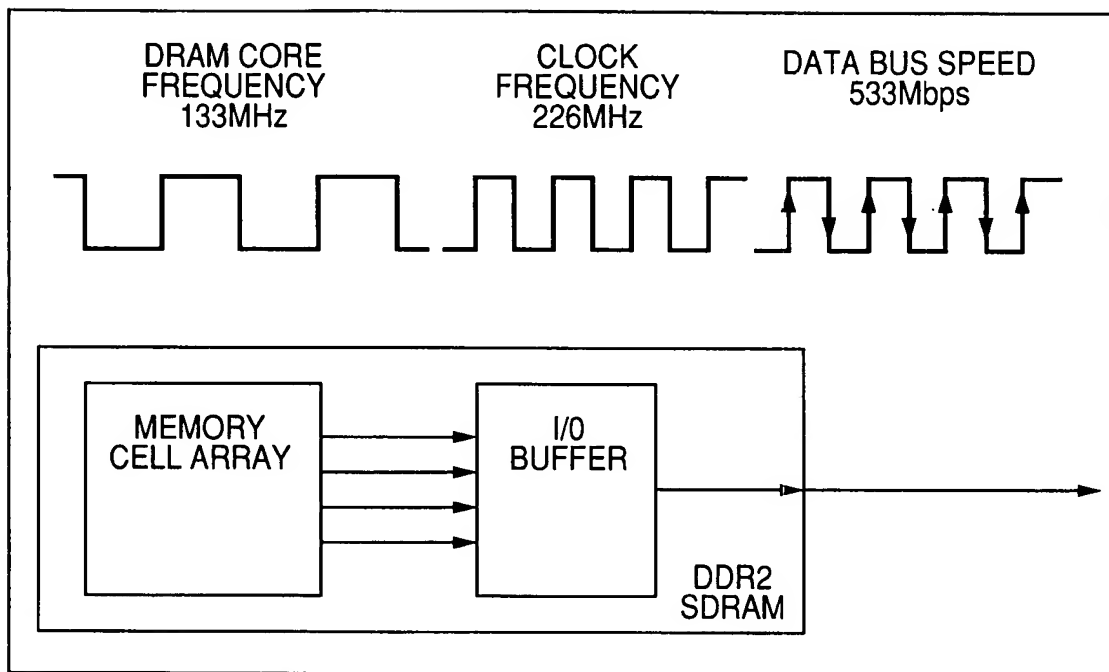 DRAM CORE
FREQUENCY
133MHz
CLOCK
FREQUENCY
226MHz
DATA BUS SPEED
533Mbps
MEMORY
CELL ARRAY
I/0
BUFFER
DDR2
SDRAM